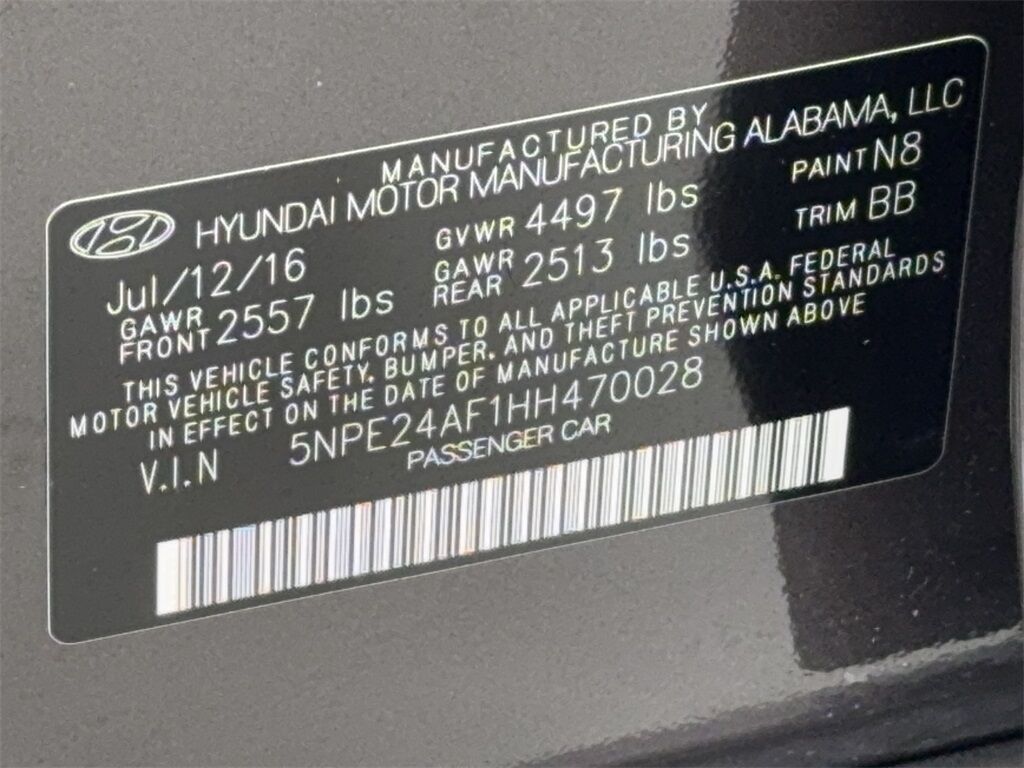 MANUFACTURED BY
HYUNDAI MOTOR MANUFACTURING ALABAMA, LLC
Jul/12/16 GVWR 4497 lbs PAINT N8
GAWR FRONT 2557 lbs GAWR REAR 2513 lbs TRIM BB
THIS VEHICLE CONFORMS TO ALL APPLICABLE U.S.A. FEDERAL
MOTOR VEHICLE SAFETY, BUMPER, AND THEFT PREVENTION STANDARDS
IN EFFECT ON THE DATE OF MANUFACTURE SHOWN ABOVE
V.I.N 5NPE24AF1HH470028
PASSENGER CAR